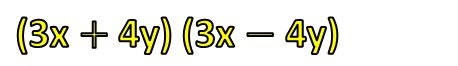 (3x + 4y) (3x – 4y)